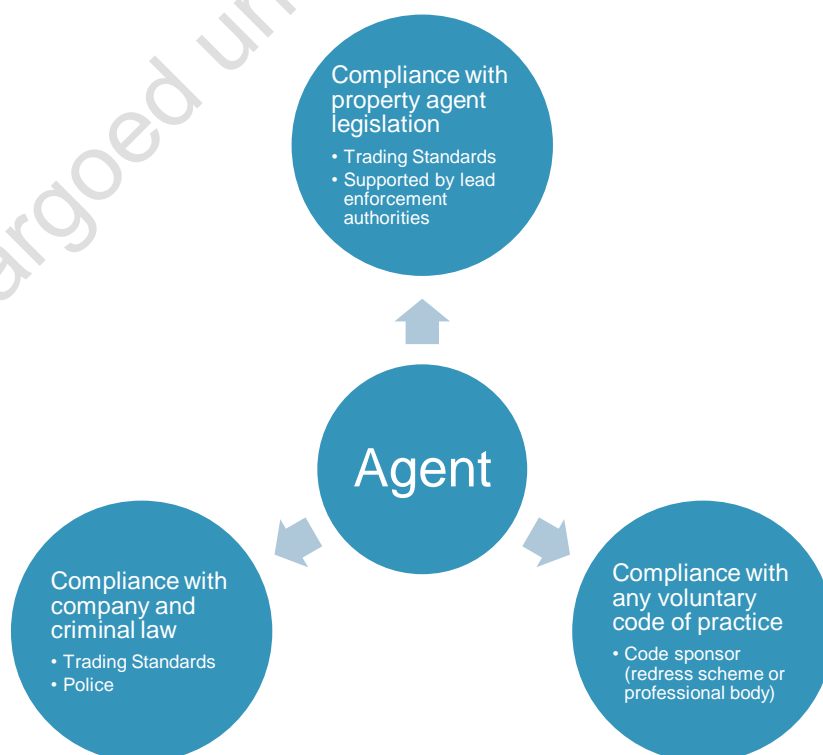 Compliance with
property agent
legislation
• Trading Standards
• Supported by lead
enforcement
authorities
Agent
Compliance with
company and
criminal law
• Trading Standards
• Police
Compliance with
any voluntary
code of practice
• Code sponsor
(redress scheme or
professional body)